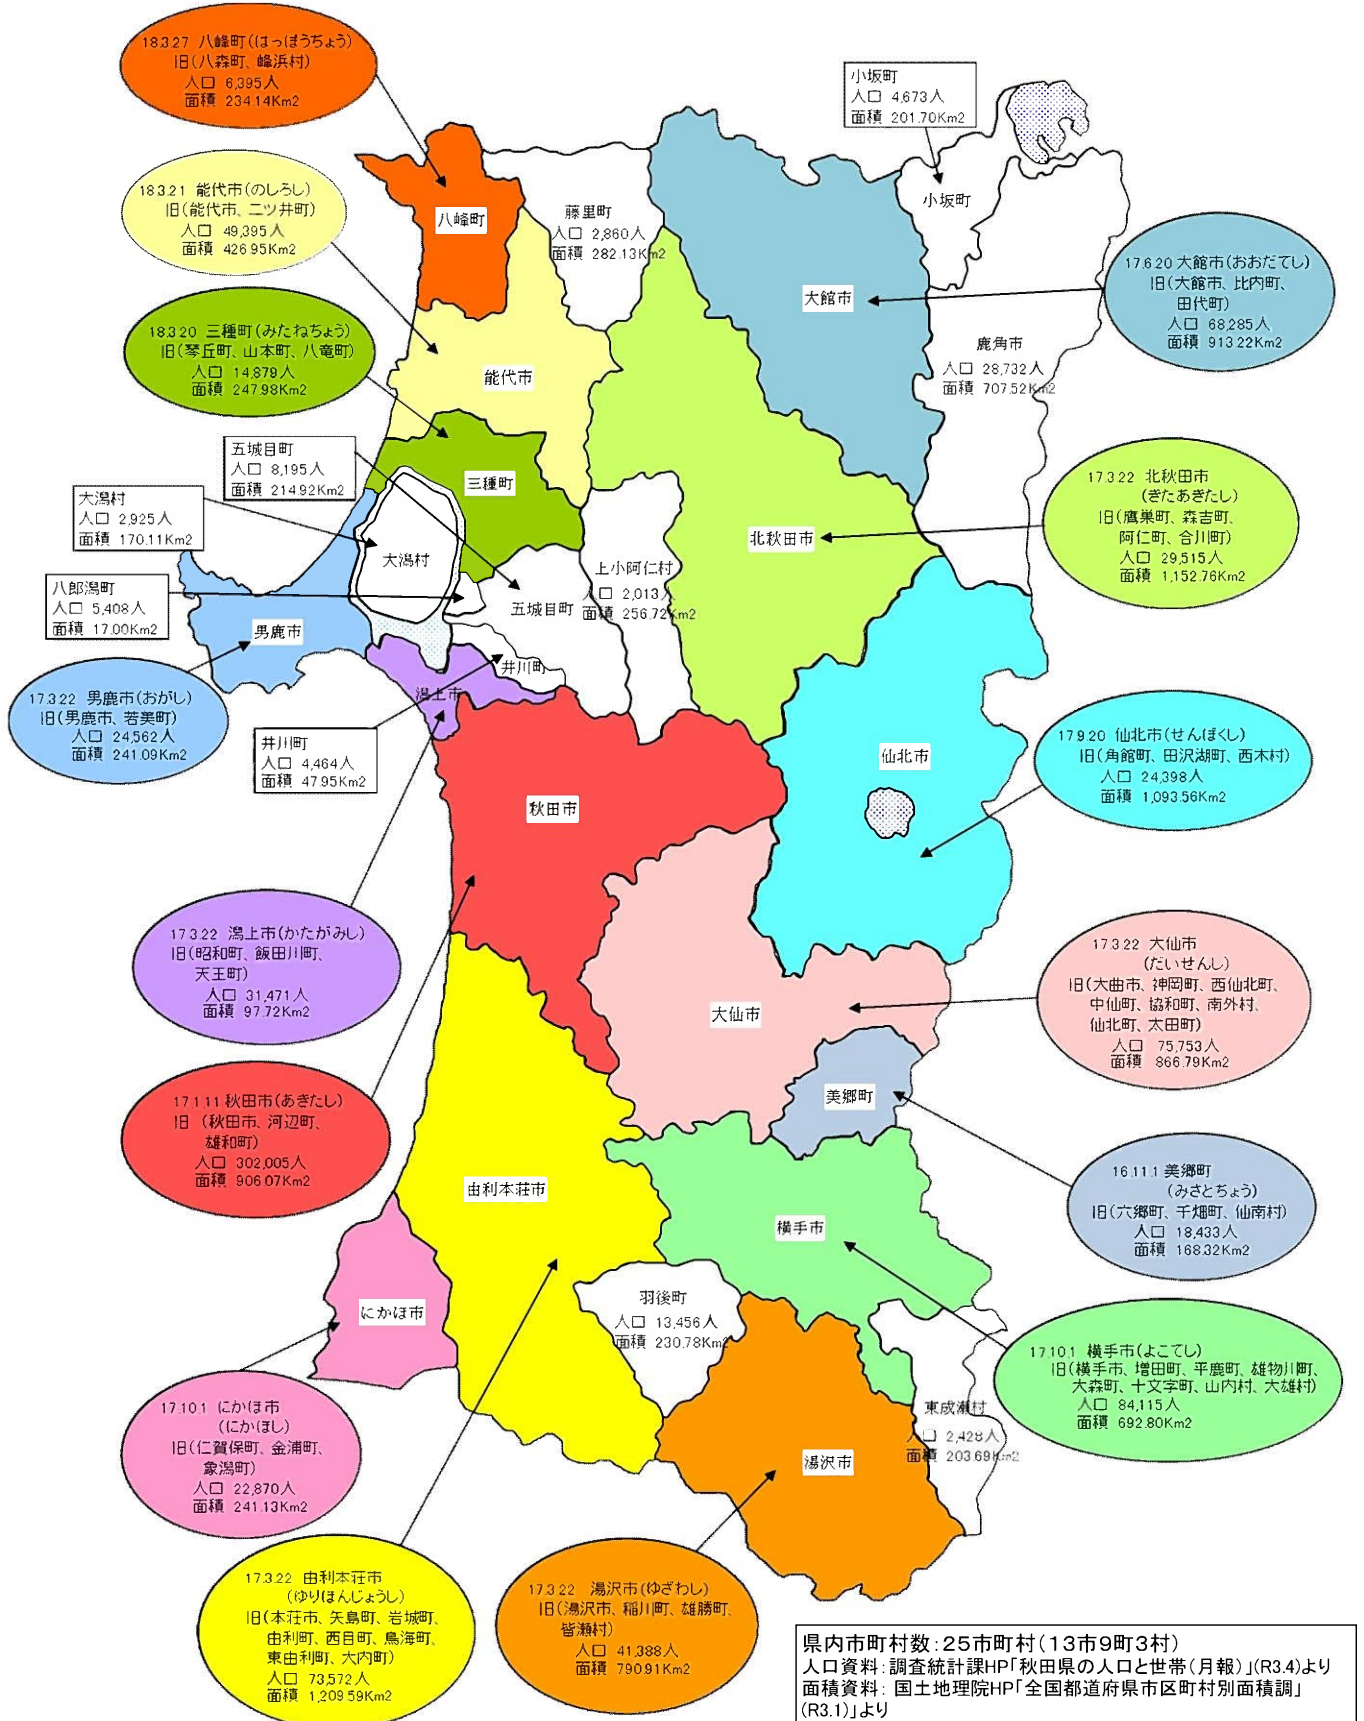 18.3.27 八峰町(はっぽうちょう)
旧(八森町、峰浜村)
人口 6,395人
面積 234.14Km2
小坂町
人口 4,673人
面積 201.70Km2
18.3.21 能代市(のしろし)
旧(能代市、二ツ井町)
人口 49,395人
面積 426.95Km2
八峰町
藤里町
人口 2,860人
面積 282.13Km2
小坂町
17.6.20 大館市(おおだてし)
旧(大館市、比内町、
田代町)
人口 68,285人
面積 913.22Km2
大館市
18.3.20 三種町(みたねちょう)
旧(琴丘町、山本町、八竜町)
人口 14,879人
面積 247.98Km2
能代市
鹿角市
人口 28,732人
面積 707.52Km2
五城目町
人口 8,195人
面積 214.92Km2
三種町
大潟村
人口 2,925人
面積 170.11Km2
大潟村
北秋田市
17.3.22 北秋田市
(きたあきたし)
旧(鷹巣町、森吉町、
阿仁町、合川町)
人口 29,515人
面積 1,152.76Km2
八郎潟町
人口 5,408人
面積 17.00Km2
五城目町
上小阿仁村
人口 2,013人
面積 256.72Km2
男鹿市
井川町
潟上市
17.3.22 男鹿市(おがし)
旧(男鹿市、若美町)
人口 24,562人
面積 241.09Km2
井川町
人口 4,464人
面積 47.95Km2
仙北市
17.9.20 仙北市(せんぼくし)
旧(角館町、田沢湖町、西木村)
人口 24,398人
面積 1,093.56Km2
秋田市
17.3.22 潟上市(かたがみし)
旧(昭和町、飯田川町、
天王町)
人口 31,471人
面積 97.72Km2
大仙市
17.3.22 大仙市
(だいせんし)
旧(大曲市、神岡町、西仙北町、
中仙町、協和町、南外村、
仙北町、太田町)
人口 75,753人
面積 866.79Km2
17.1.11 秋田市(あきたし)
旧 (秋田市、河辺町、
雄和町)
人口 302,005人
面積 906.07Km2
美郷町
16.11.1 美郷町
(みさとちょう)
旧(六郷町、千畑町、仙南村)
人口 18,433人
面積 168.32Km2
由利本荘市
横手市
にかほ市
羽後町
人口 13,456人
面積 230.78Km2
17.10.1 横手市(よこてし)
旧(横手市、増田町、平鹿町、雄物川町、
大森町、十文字町、山内村、大雄村)
人口 84,115人
面積 692.80Km2
17.10.1 にかほ市
(にかほし)
旧(仁賀保町、金浦町、
象潟町)
人口 22,870人
面積 241.13Km2
東成瀬村
人口 2,428人
面積 203.69Km2
湯沢市
17.3.22 由利本荘市
(ゆりほんじょうし)
旧(本荘市、矢島町、岩城町、
由利町、西目町、鳥海町、
東由利町、大内町)
人口 73,572人
面積 1,209.59Km2
17.3.22 湯沢市(ゆざわし)
旧(湯沢市、稲川町、雄勝町、
皆瀬村)
人口 41,388人
面積 790.91Km2
県内市町村数:25市町村(13市9町3村)
人口資料:調査統計課HP「秋田県の人口と世帯(月報)」(R3.4)より
面積資料: 国土地理院HP「全国都道府県市区町村別面積調」
(R3.1)」より